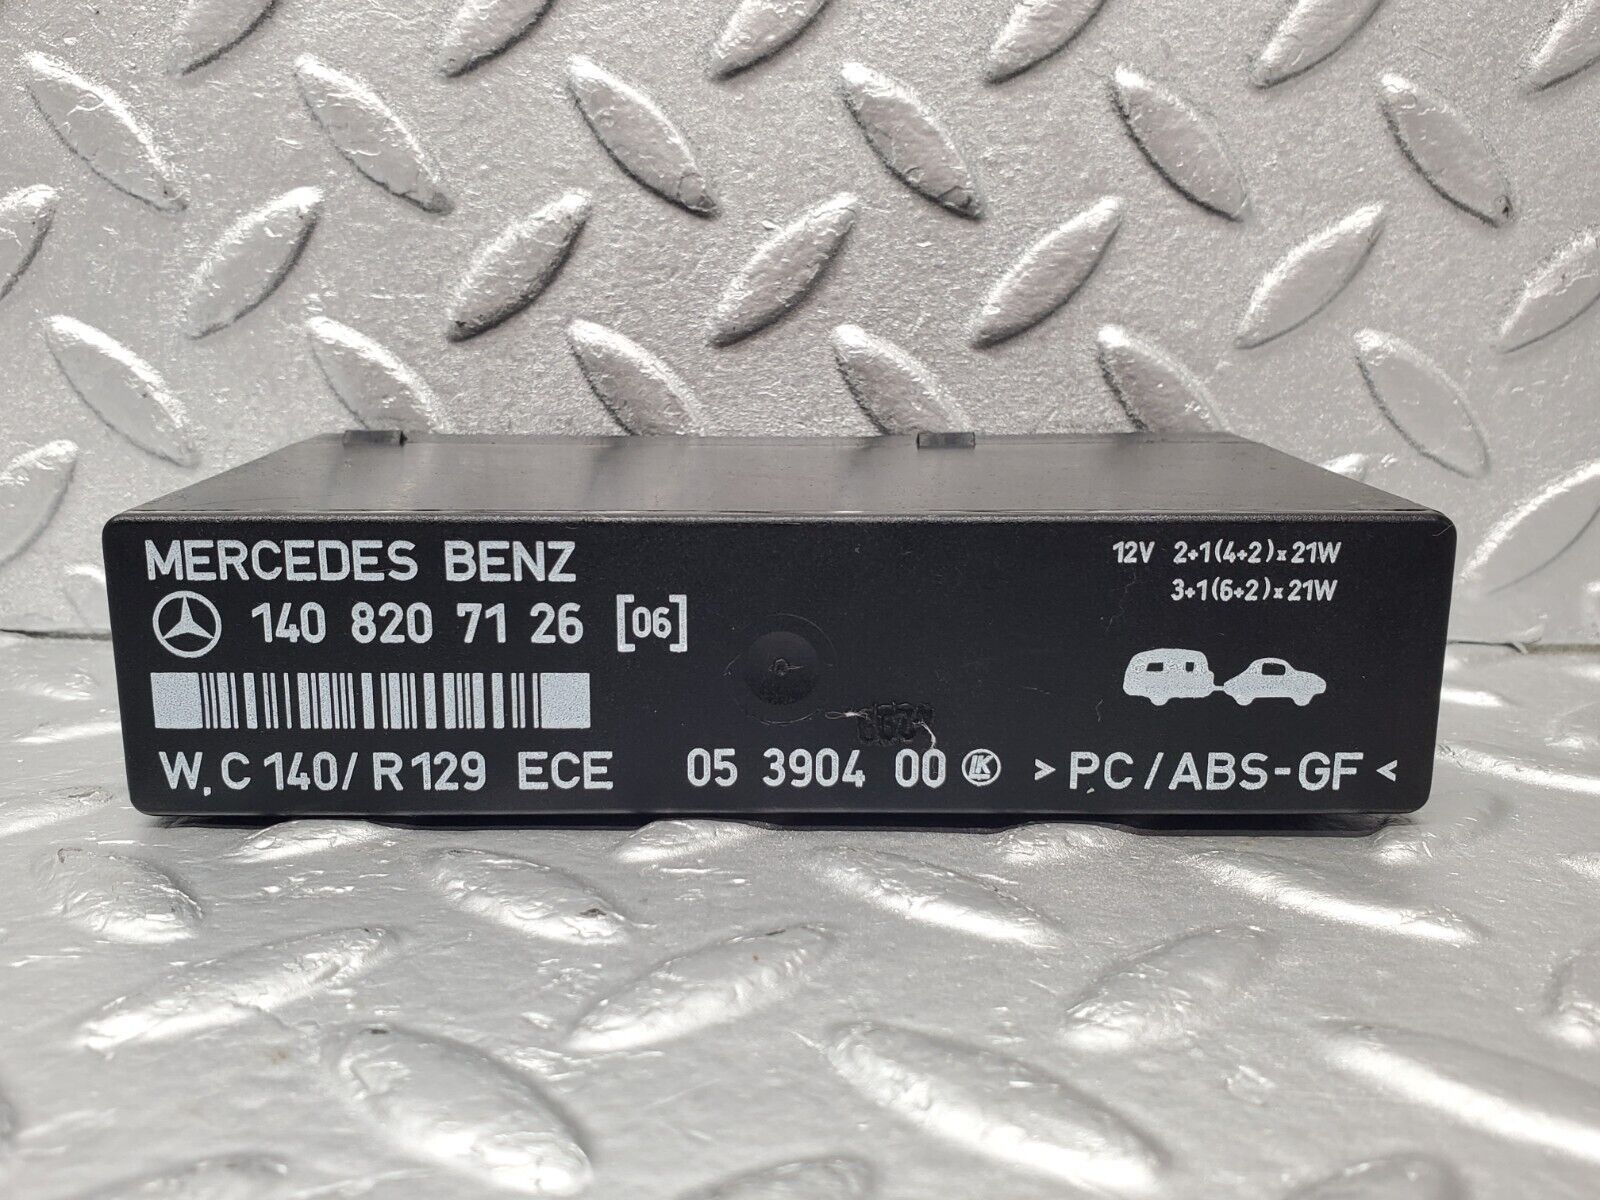 MERCEDES BENZ
140 820 71 26 [06]
W, C 140/ R 129 ECE
05 3904 00 LK
> PC/ABS-GF <
12V 2+1(4+2)x21W
3+1(6+2)x21W